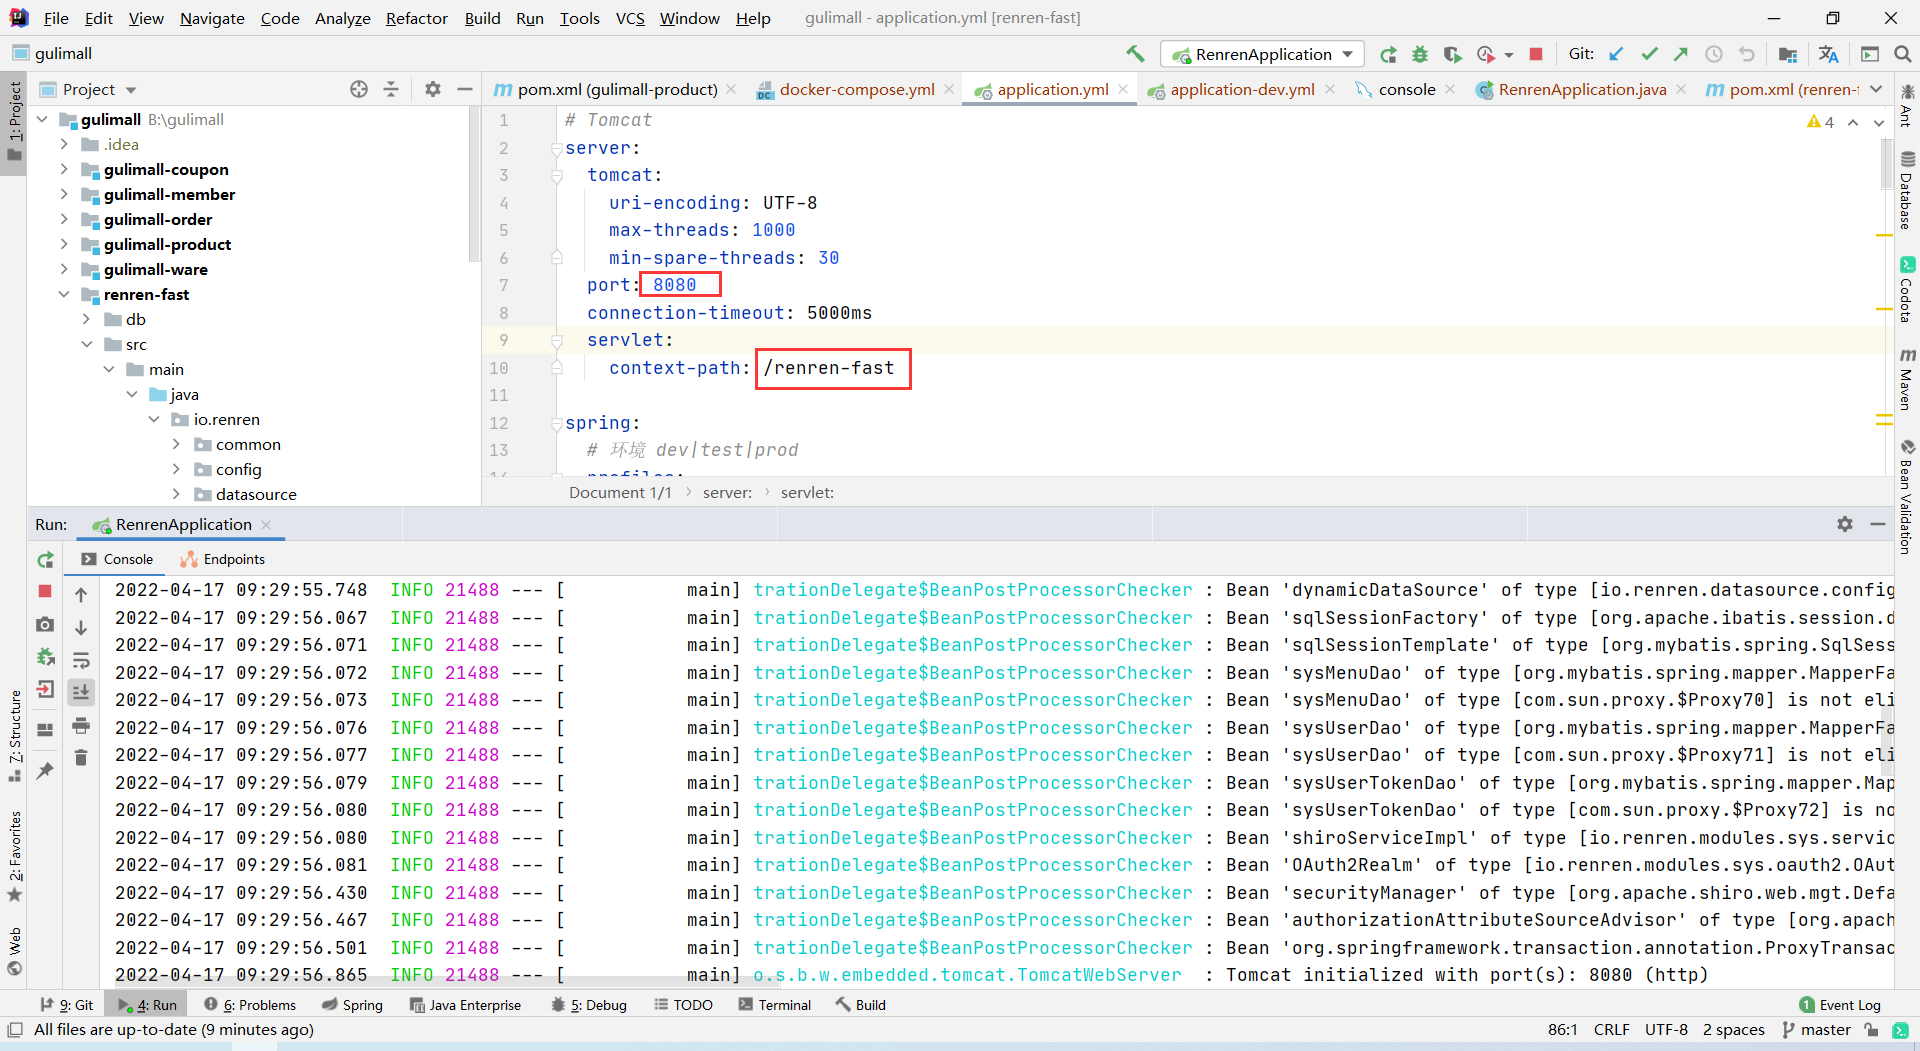 File Edit View Navigate Code Analyze Refactor Build Run Tools VCS Window Help gulimall - application.yml [renren-fast]
gulimall RenrenApplication Git:
Project
pom.xml (gulimall-product) docker-compose.yml application.yml application-dev.yml console RenrenApplication.java pom.xml (renren-f
1: Project
gulimall B:\gulimall
.idea
gulimall-coupon
gulimall-member
gulimall-order
gulimall-product
gulimall-ware
renren-fast
db
src
main
java
io.renren
common
config
datasource
1 # Tomcat
2 server:
3 tomcat:
4 uri-encoding: UTF-8
5 max-threads: 1000
6 min-spare-threads: 30
7 port: 8080
8 connection-timeout: 5000ms
9 servlet:
10 context-path: /renren-fast
11
12 spring:
13 # 环境 dev|test|prod
14 profiles:
4
Document 1/1 server: servlet:
Ant
Database
Codota
Maven
Bean Validation
Run: RenrenApplication
Console Endpoints
2022-04-17 09:29:55.748 INFO 21488 --- [ main] trationDelegate$BeanPostProcessorChecker : Bean 'dynamicDataSource' of type [io.renren.datasource.config
2022-04-17 09:29:56.067 INFO 21488 --- [ main] trationDelegate$BeanPostProcessorChecker : Bean 'sqlSessionFactory' of type [org.apache.ibatis.session.d
2022-04-17 09:29:56.071 INFO 21488 --- [ main] trationDelegate$BeanPostProcessorChecker : Bean 'sqlSessionTemplate' of type [org.mybatis.spring.SqlSess
2022-04-17 09:29:56.072 INFO 21488 --- [ main] trationDelegate$BeanPostProcessorChecker : Bean 'sysMenuDao' of type [org.mybatis.spring.mapper.MapperFa
2022-04-17 09:29:56.073 INFO 21488 --- [ main] trationDelegate$BeanPostProcessorChecker : Bean 'sysMenuDao' of type [com.sun.proxy.$Proxy70] is not eli
2022-04-17 09:29:56.076 INFO 21488 --- [ main] trationDelegate$BeanPostProcessorChecker : Bean 'sysUserDao' of type [org.mybatis.spring.mapper.MapperFa
2022-04-17 09:29:56.077 INFO 21488 --- [ main] trationDelegate$BeanPostProcessorChecker : Bean 'sysUserDao' of type [com.sun.proxy.$Proxy71] is not eli
2022-04-17 09:29:56.079 INFO 21488 --- [ main] trationDelegate$BeanPostProcessorChecker : Bean 'sysUserTokenDao' of type [org.mybatis.spring.mapper.Map
2022-04-17 09:29:56.080 INFO 21488 --- [ main] trationDelegate$BeanPostProcessorChecker : Bean 'sysUserTokenDao' of type [com.sun.proxy.$Proxy72] is no
2022-04-17 09:29:56.080 INFO 21488 --- [ main] trationDelegate$BeanPostProcessorChecker : Bean 'shiroServiceImpl' of type [io.renren.modules.sys.servic
2022-04-17 09:29:56.081 INFO 21488 --- [ main] trationDelegate$BeanPostProcessorChecker : Bean 'OAuth2Realm' of type [io.renren.modules.sys.oauth2.OAut
2022-04-17 09:29:56.430 INFO 21488 --- [ main] trationDelegate$BeanPostProcessorChecker : Bean 'securityManager' of type [org.apache.shiro.web.mgt.Defa
2022-04-17 09:29:56.467 INFO 21488 --- [ main] trationDelegate$BeanPostProcessorChecker : Bean 'authorizationAttributeSourceAdvisor' of type [org.apach
2022-04-17 09:29:56.501 INFO 21488 --- [ main] trationDelegate$BeanPostProcessorChecker : Bean 'org.springframework.transaction.annotation.ProxyTransac
2022-04-17 09:29:56.865 INFO 21488 --- [ main] o.s.b.w.embedded.tomcat.TomcatWebServer : Tomcat initialized with port(s): 8080 (http)
7: Structure
2: Favorites
Web
9: Git 4: Run 6: Problems Spring Java Enterprise 5: Debug TODO Terminal Build 1 Event Log
All files are up-to-date (9 minutes ago) 86:1 CRLF UTF-8 2 spaces master